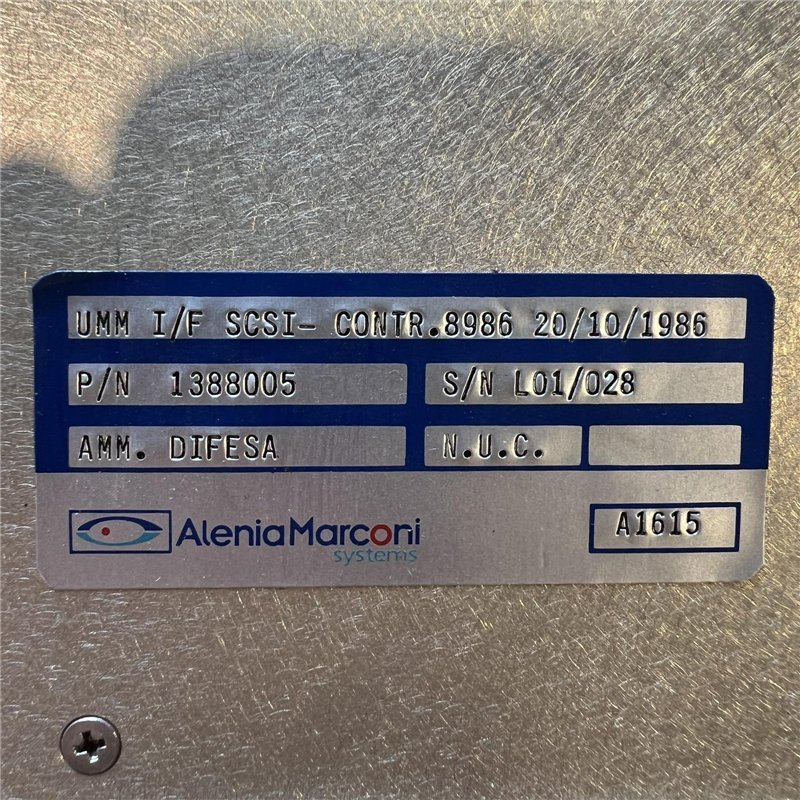 UMM I/F SCSI- CONTR.8986 20/10/1986
P/N 1388005 S/N L01/028
AMM. DIFESA N.U.C.
AleniaMarconi
systems
A1615